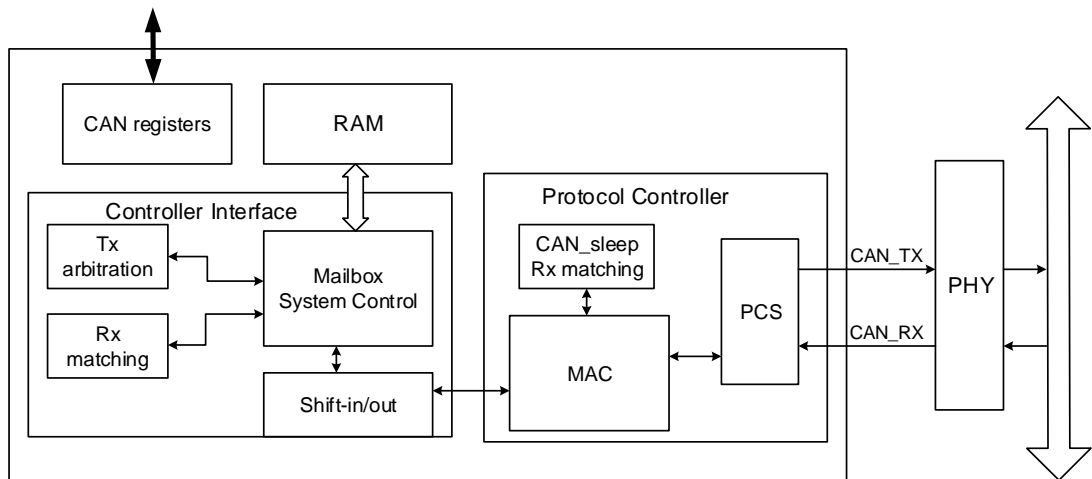 CAN registers
RAM
Controller Interface
Tx
arbitration
Rx
matching
Mailbox
System Control
Shift-in/out
Protocol Controller
CAN_sleep
Rx matching
MAC
PCS
CAN_TX
CAN_RX
PHY